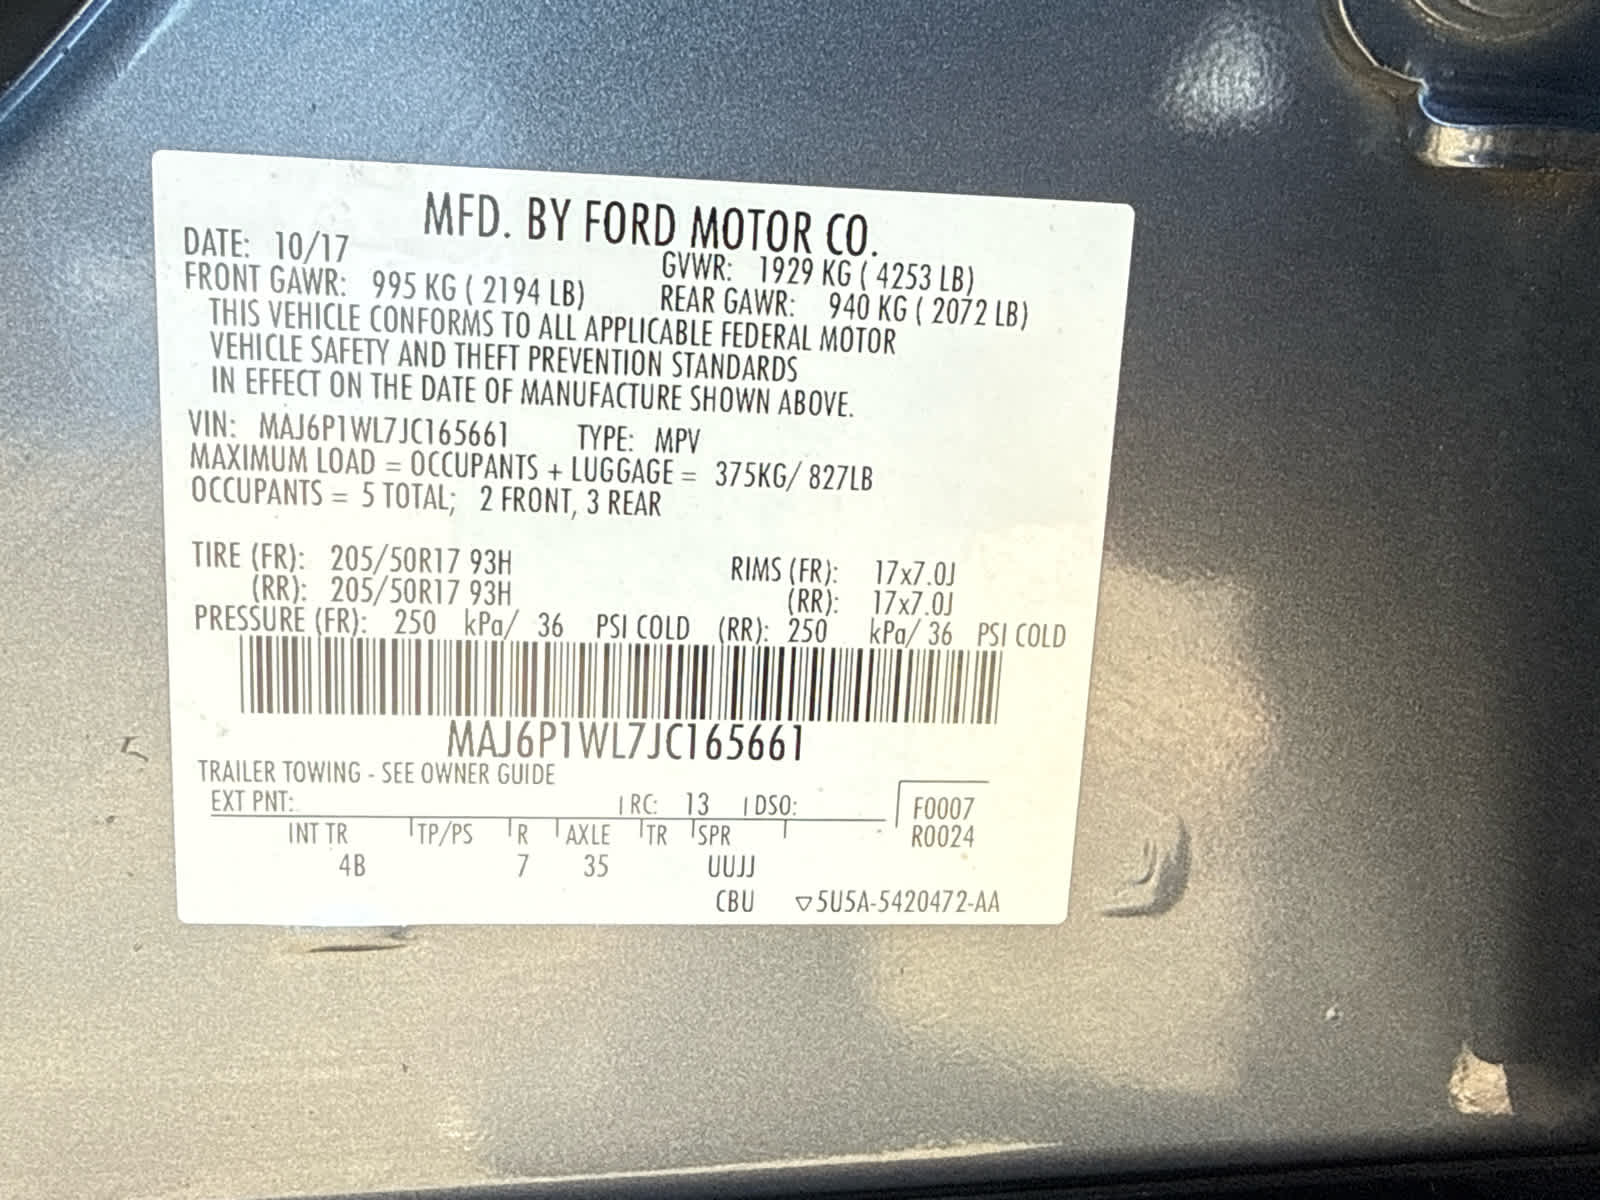 MFD. BY FORD MOTOR CO.
DATE: 10/17 GVWR: 1929 KG ( 4253 LB)
FRONT GAWR: 995 KG ( 2194 LB) REAR GAWR: 940 KG ( 2072 LB)
THIS VEHICLE CONFORMS TO ALL APPLICABLE FEDERAL MOTOR
VEHICLE SAFETY AND THEFT PREVENTION STANDARDS
IN EFFECT ON THE DATE OF MANUFACTURE SHOWN ABOVE.
VIN: MAJ6P1WL7JC165661 TYPE: MPV
MAXIMUM LOAD = OCCUPANTS + LUGGAGE = 375KG/ 827LB
OCCUPANTS = 5 TOTAL; 2 FRONT, 3 REAR
TIRE (FR): 205/50R17 93H RIMS (FR): 17x7.0J
(RR): 205/50R17 93H (RR): 17x7.0J
PRESSURE (FR): 250 kPa/ 36 PSI COLD (RR): 250 kPa/ 36 PSI COLD
MAJ6P1WL7JC165661
TRAILER TOWING - SEE OWNER GUIDE
EXT PNT: RC: 13 DSO: F0007
INT TR TP/PS R AXLE TR SPR R0024
4B 7 35 UUJJ
CBU ▽5U5A-5420472-AA